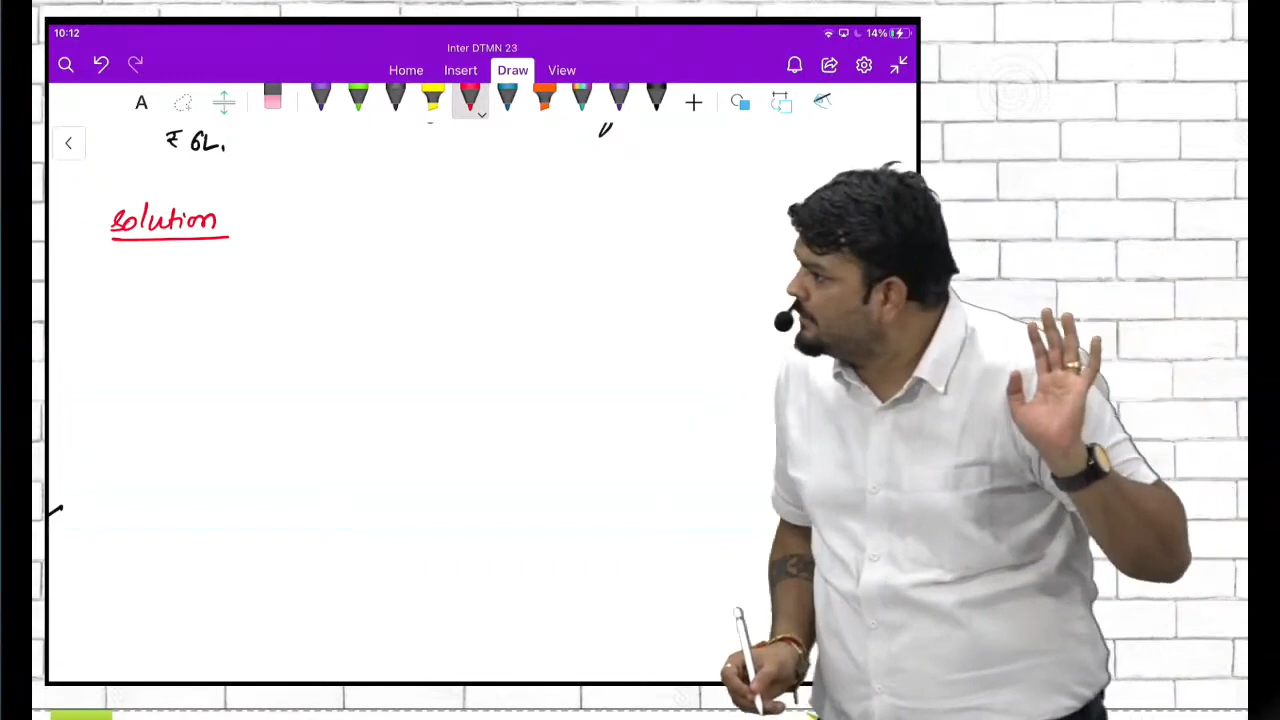 10:12
14%
Inter DTMN 23
Home Insert Draw View
A
₹ 6L.
Solution